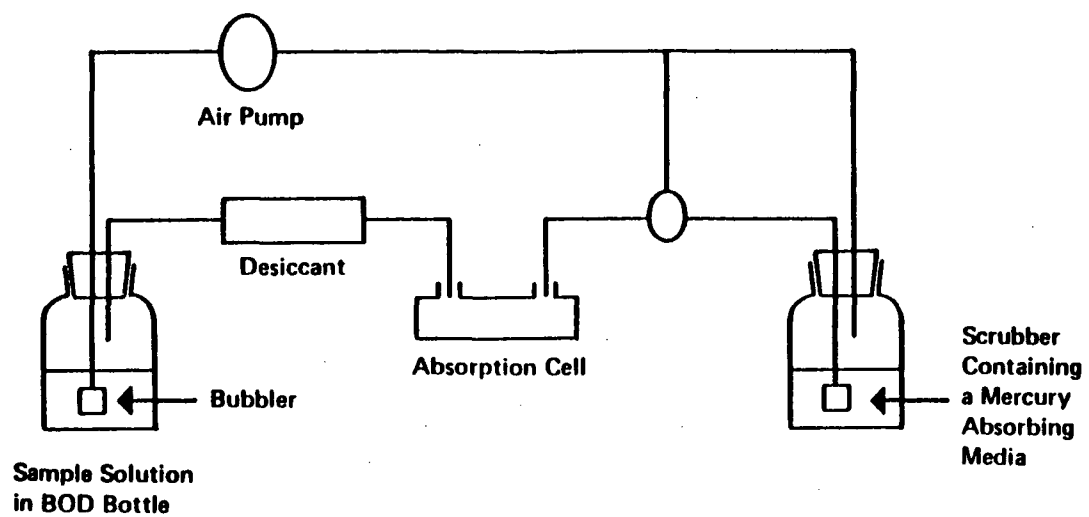 Air Pump
Desiccant
Absorption Cell
Bubbler
Scrubber
Containing
a Mercury
Absorbing
Media
Sample Solution
in BOD Bottle